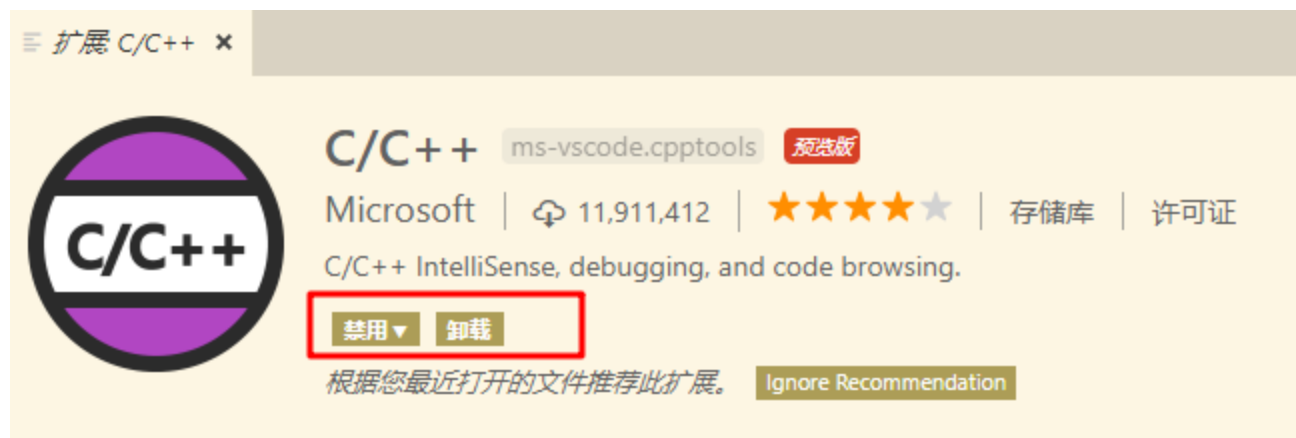 扩展: C/C++
C/C++ ms-vscode.cpptools 预览版
C/C++
Microsoft 11,911,412 存储库 许可证
C/C++ IntelliSense, debugging, and code browsing.
禁用 卸载
根据您最近打开的文件推荐此扩展。 Ignore Recommendation